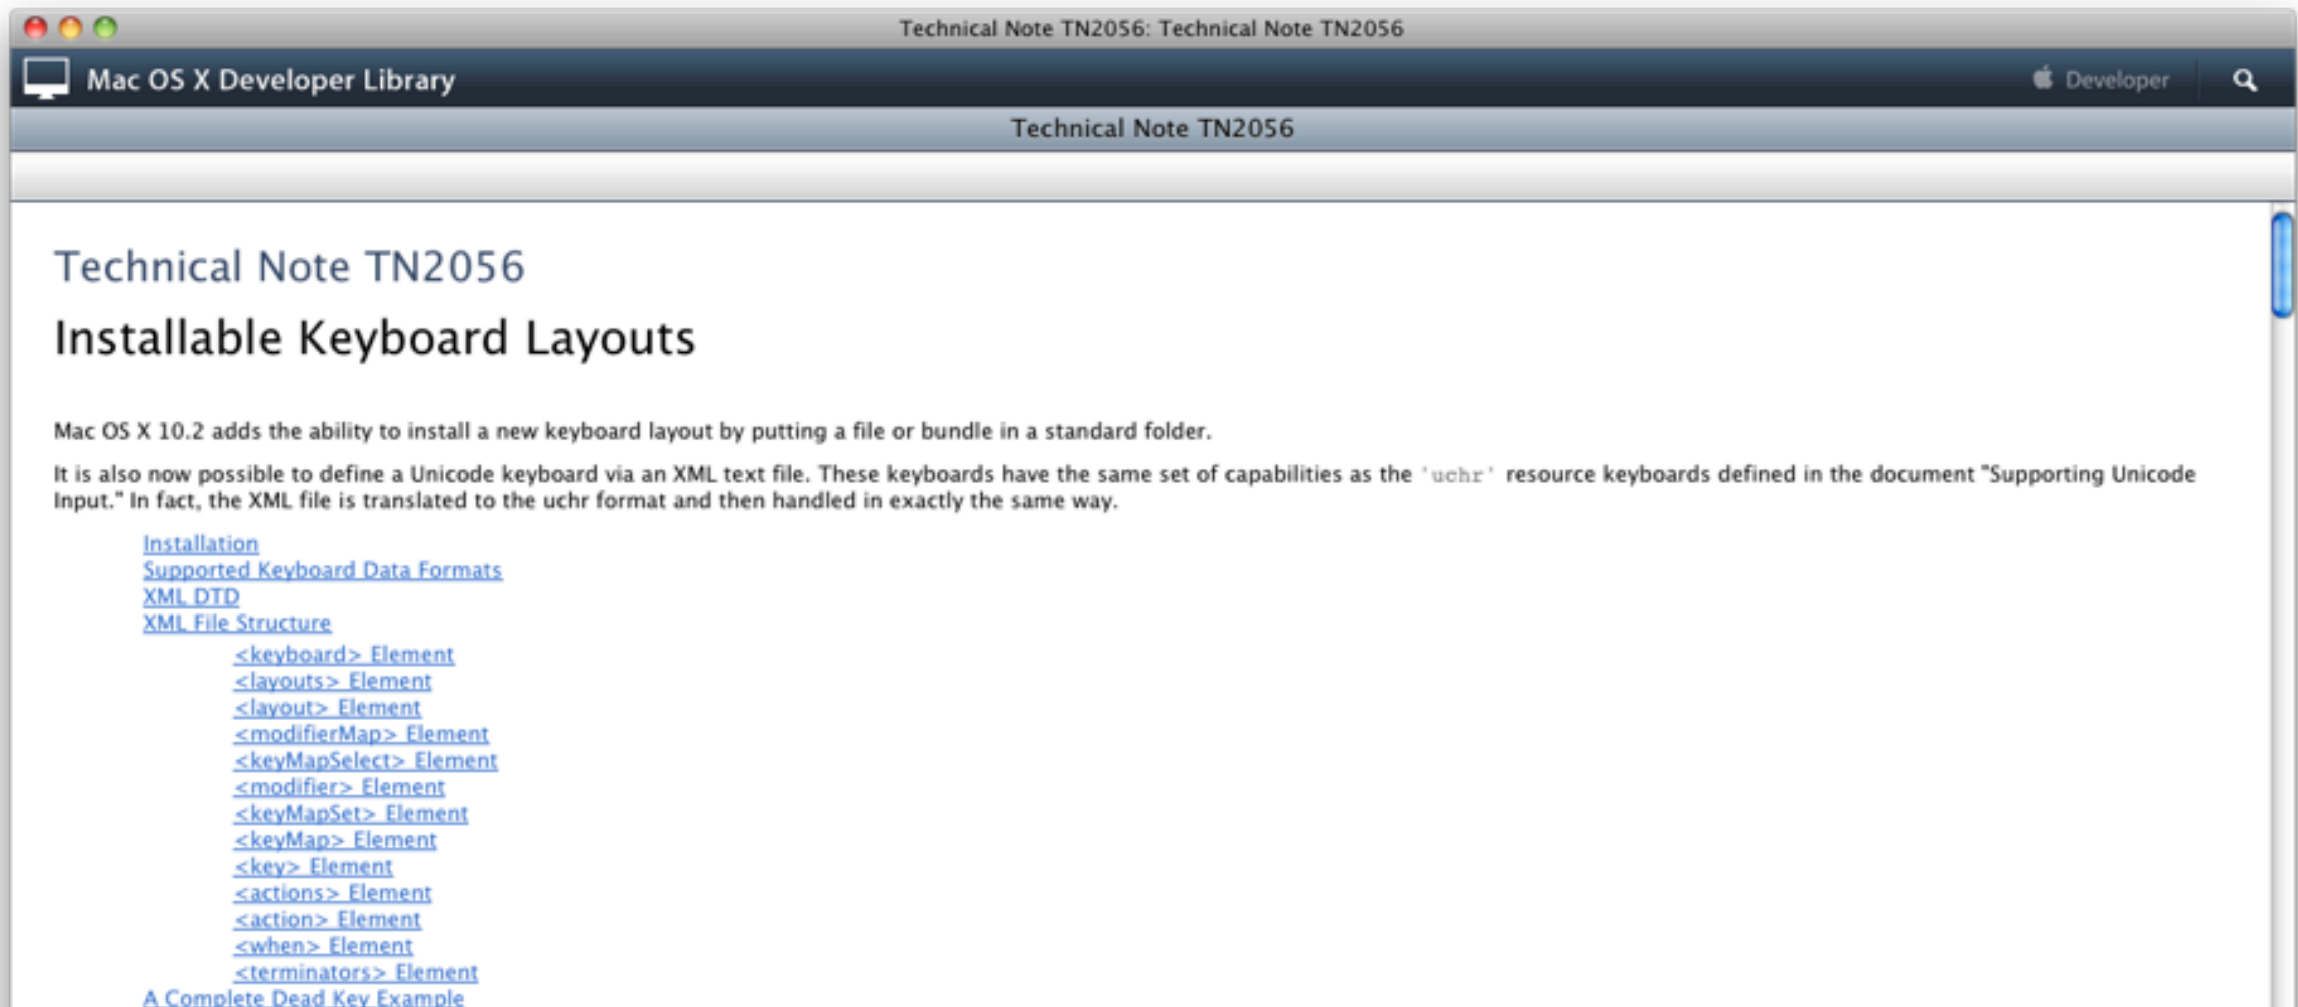 Technical Note TN2056: Technical Note TN2056
Mac OS X Developer Library
Developer
Technical Note TN2056
Technical Note TN2056
Installable Keyboard Layouts
Mac OS X 10.2 adds the ability to install a new keyboard layout by putting a file or bundle in a standard folder.
It is also now possible to define a Unicode keyboard via an XML text file. These keyboards have the same set of capabilities as the 'uchr' resource keyboards defined in the document "Supporting Unicode
Input." In fact, the XML file is translated to the uchr format and then handled in exactly the same way.
Installation
Supported Keyboard Data Formats
XML DTD
XML File Structure
<keyboard> Element
<layouts> Element
<layout> Element
<modifierMap> Element
<keyMapSelect> Element
<modifier> Element
<keyMapSet> Element
<keyMap> Element
<key> Element
<actions> Element
<action> Element
<when> Element
<terminators> Element
A Complete Dead Key Example